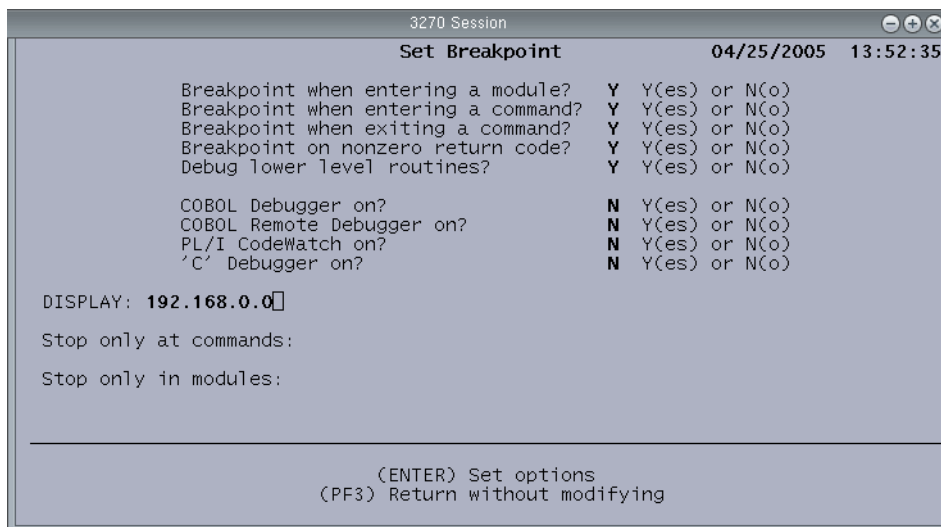 3270 Session
Set Breakpoint 04/25/2005 13:52:35
Breakpoint when entering a module? Y Y(es) or N(o)
Breakpoint when entering a command? Y Y(es) or N(o)
Breakpoint when exiting a command? Y Y(es) or N(o)
Breakpoint on nonzero return code? Y Y(es) or N(o)
Debug lower level routines? Y Y(es) or N(o)
COBOL Debugger on? N Y(es) or N(o)
COBOL Remote Debugger on? N Y(es) or N(o)
PL/I CodeWatch on? N Y(es) or N(o)
'C' Debugger on? N Y(es) or N(o)
DISPLAY: 192.168.0.0
Stop only at commands:
Stop only in modules:
(ENTER) Set options
(PF3) Return without modifying